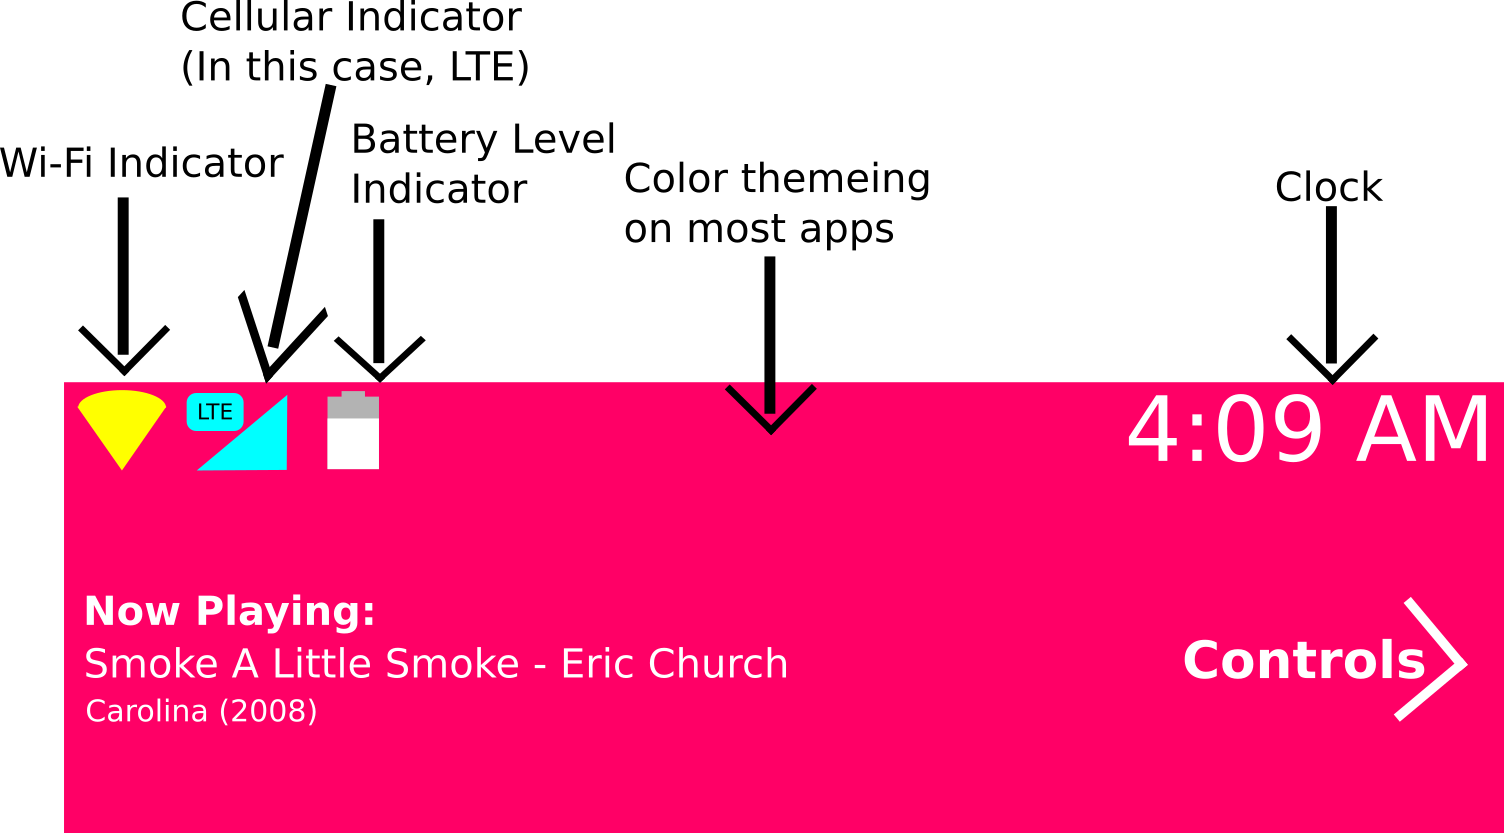 Cellular Indicator
(In this case, LTE)
Wi-Fi Indicator
Battery Level
Indicator
Color themeing
on most apps
Clock
LTE
4:09 AM
Now Playing:
Smoke A Little Smoke - Eric Church
Carolina (2008)
Controls